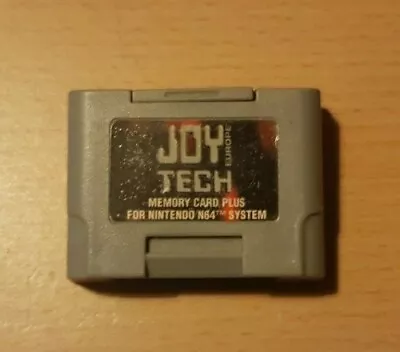 JOY
EUROPE
TECH
MEMORY CARD PLUS
FOR NINTENDO N64™ SYSTEM